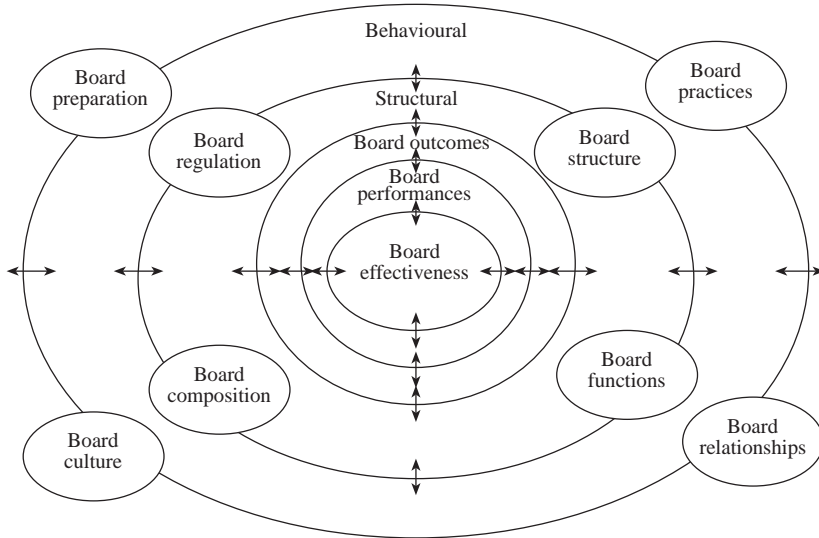 Behavioural
Board
preparation
Board
practices
Structural
Board
regulation
Board
structure
Board outcomes
Board
performances
Board
effectiveness
Board
composition
Board
functions
Board
culture
Board
relationships